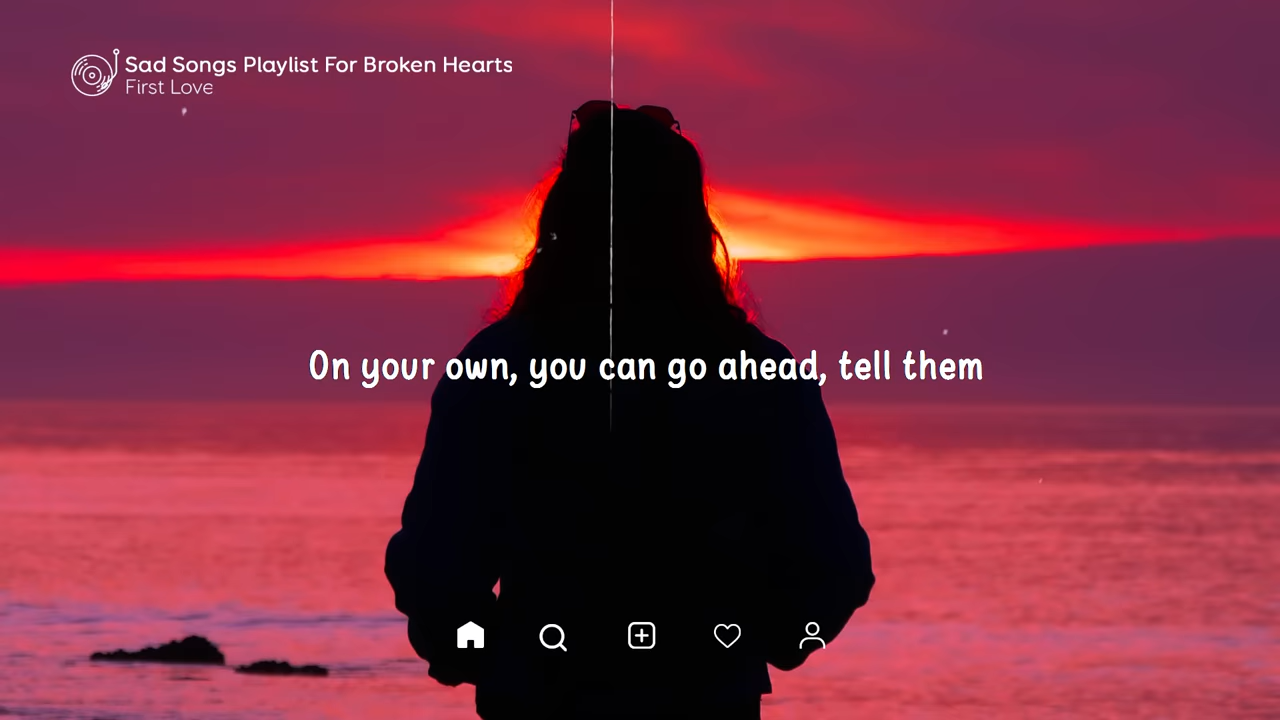 Sad Songs Playlist For Broken Hearts
First Love
On your own, you can go ahead, tell them